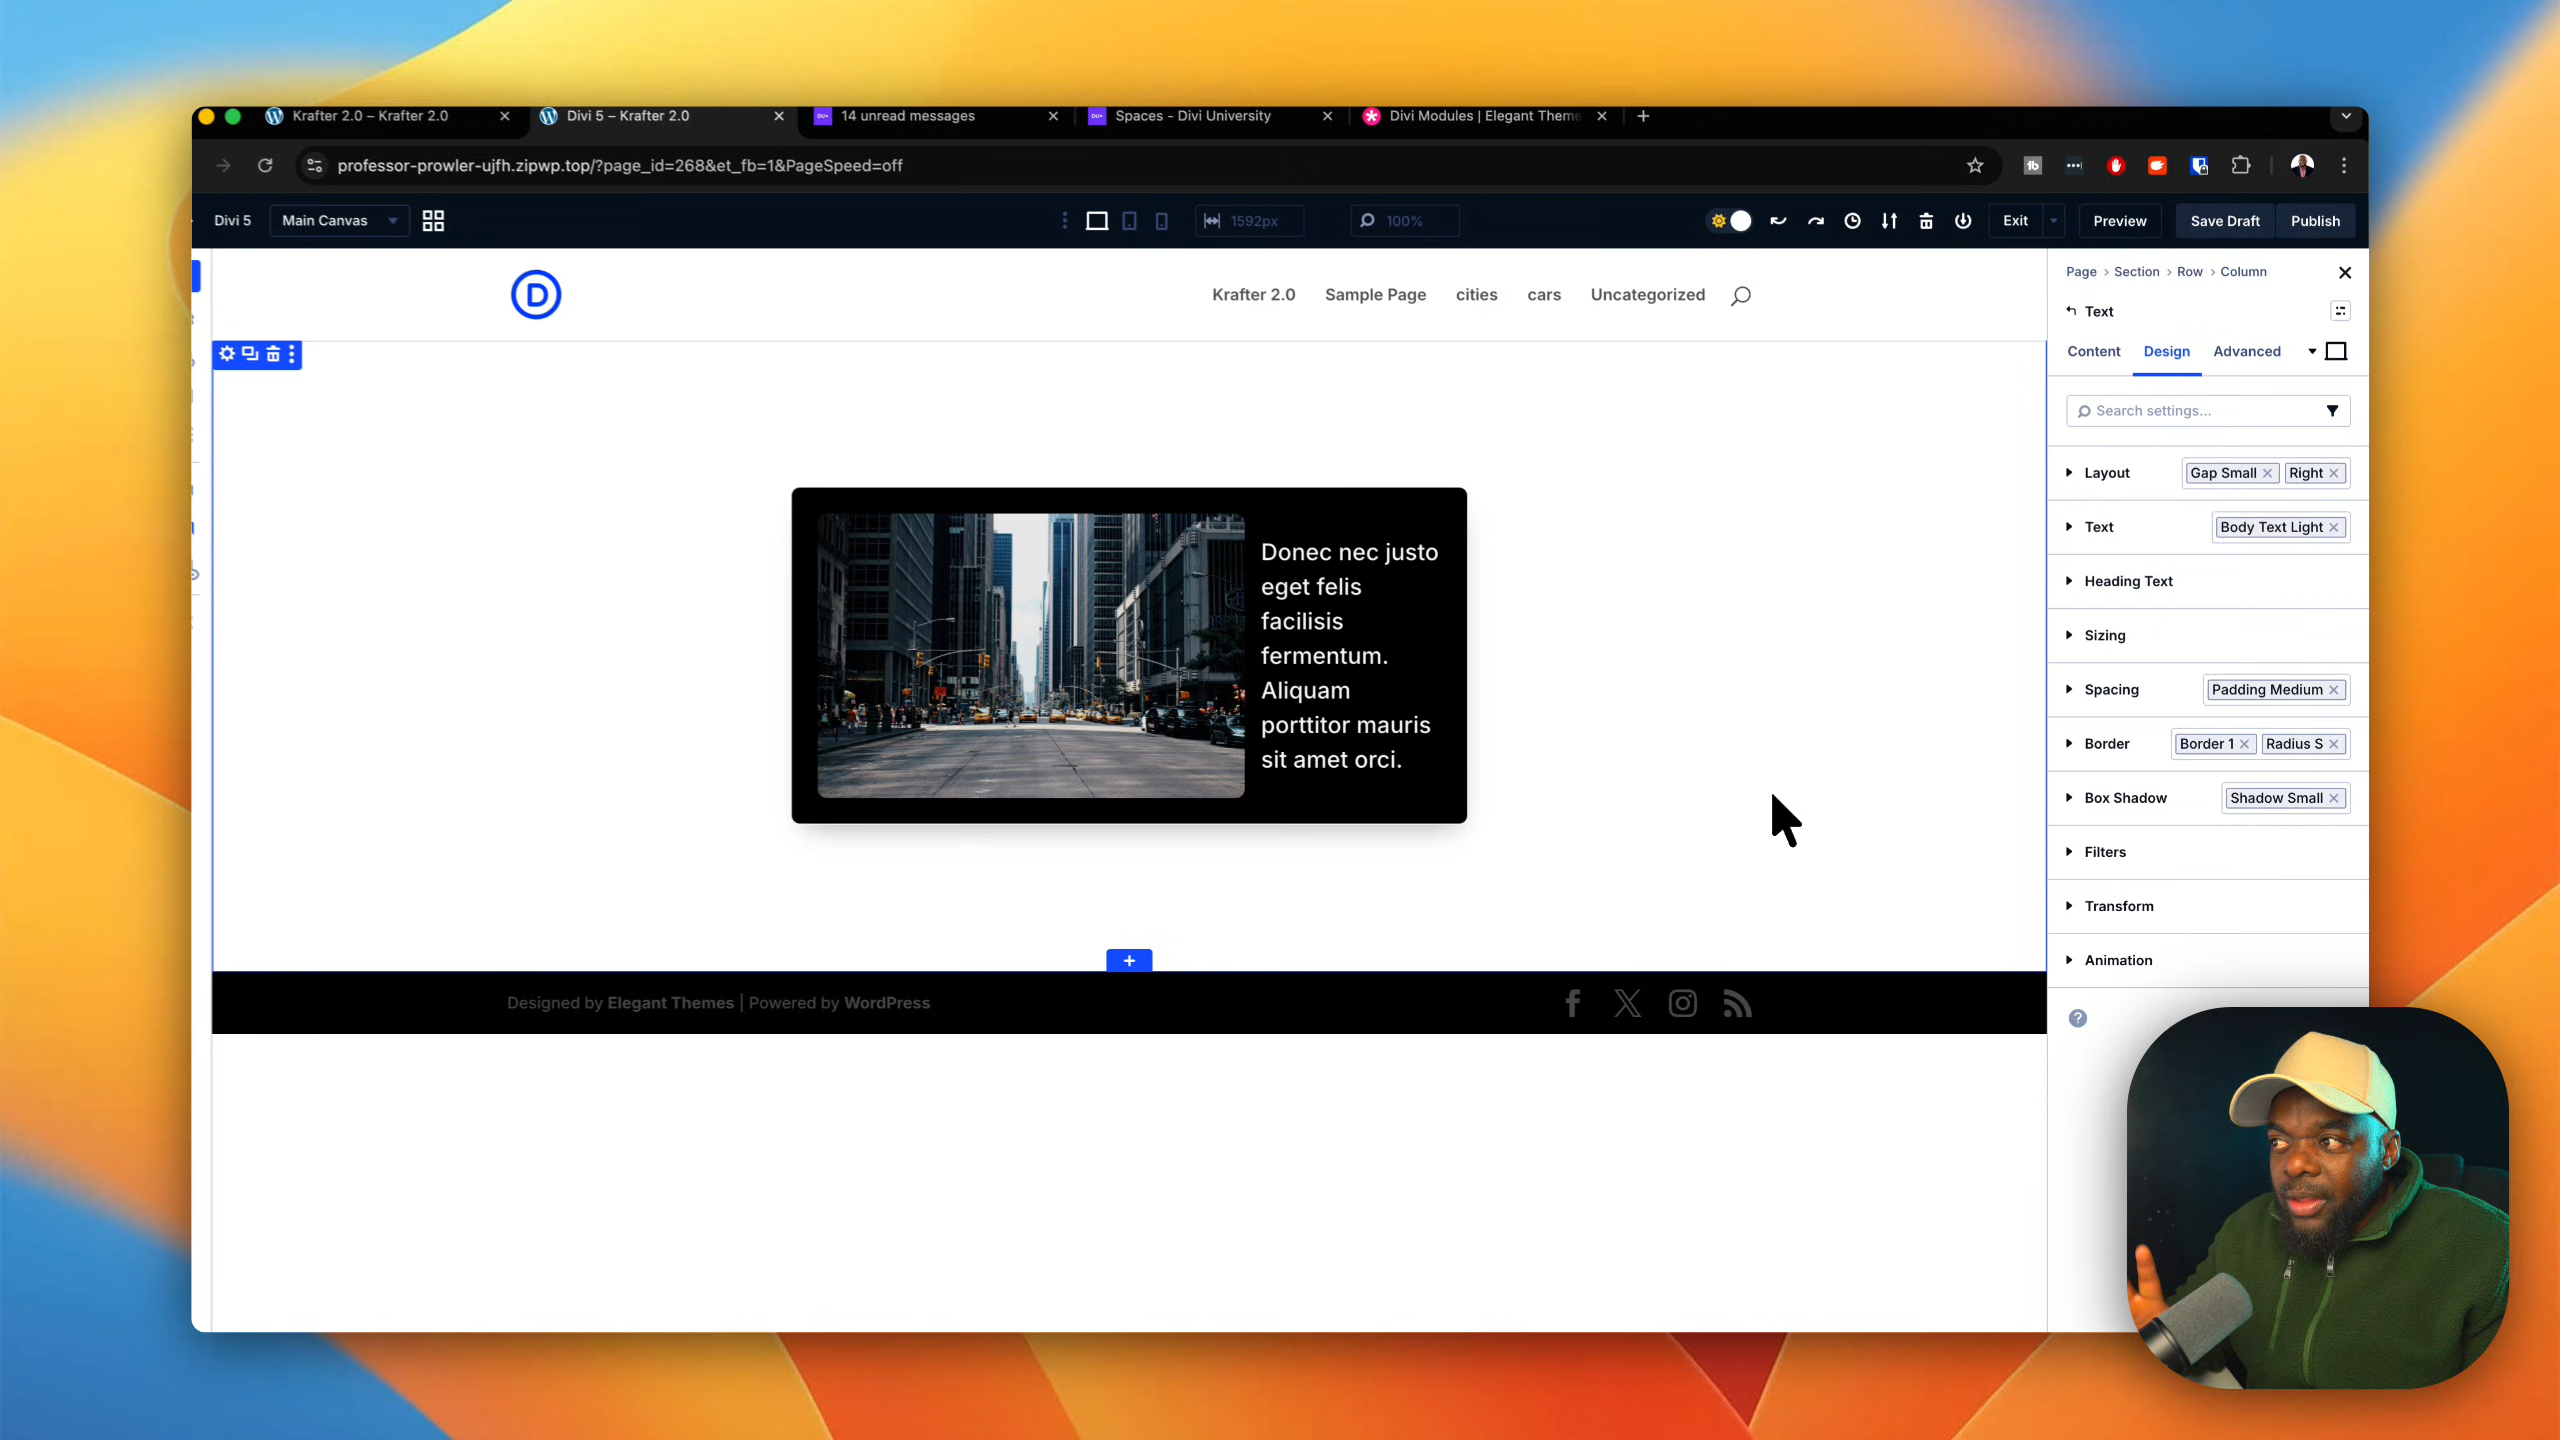 Krafter 2.0 – Krafter 2.0
Divi 5 – Krafter 2.0
14 unread messages
Spaces - Divi University
Divi Modules | Elegant Theme
professor-prowler-ujfh.zipwp.top/?page_id=268&et_fb=1&PageSpeed=off
Divi 5
Main Canvas
1592px
100%
Exit
Preview
Save Draft
Publish
D
Krafter 2.0
Sample Page
cities
cars
Uncategorized
Page > Section > Row > Column
Text
Content
Design
Advanced
Search settings...
Layout
Gap Small
Right
Text
Body Text Light
Heading Text
Sizing
Spacing
Padding Medium
Border
Border 1
Radius S
Box Shadow
Shadow Small
Filters
Transform
Animation
Donec nec justo
eget felis
facilisis
fermentum.
Aliquam
porttitor mauris
sit amet orci.
Designed by Elegant Themes | Powered by WordPress